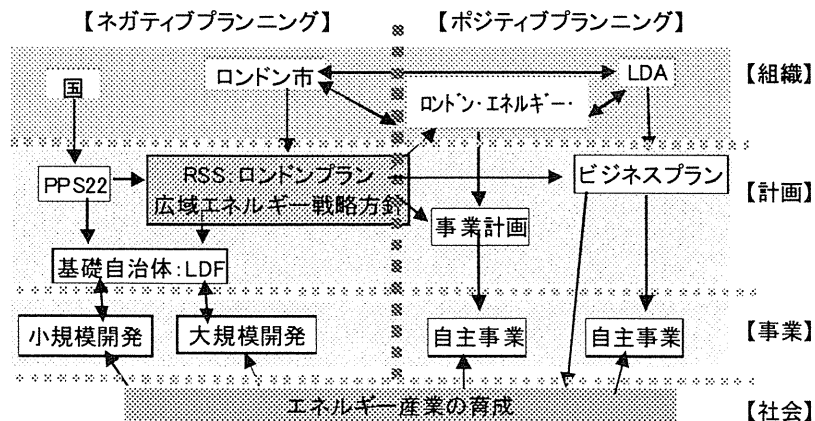 【ネガティブプランニング】
【ポジティブプランニング】
国
ロンドン市
LDA
【組織】
ロンドン・エネルギー・
PPS22
RSS.ロンドンプラン
広域エネルギー戦略方針
ビジネスプラン
【計画】
事業計画
基礎自治体:LDF
小規模開発
大規模開発
自主事業
自主事業
【事業】
エネルギー産業の育成
【社会】